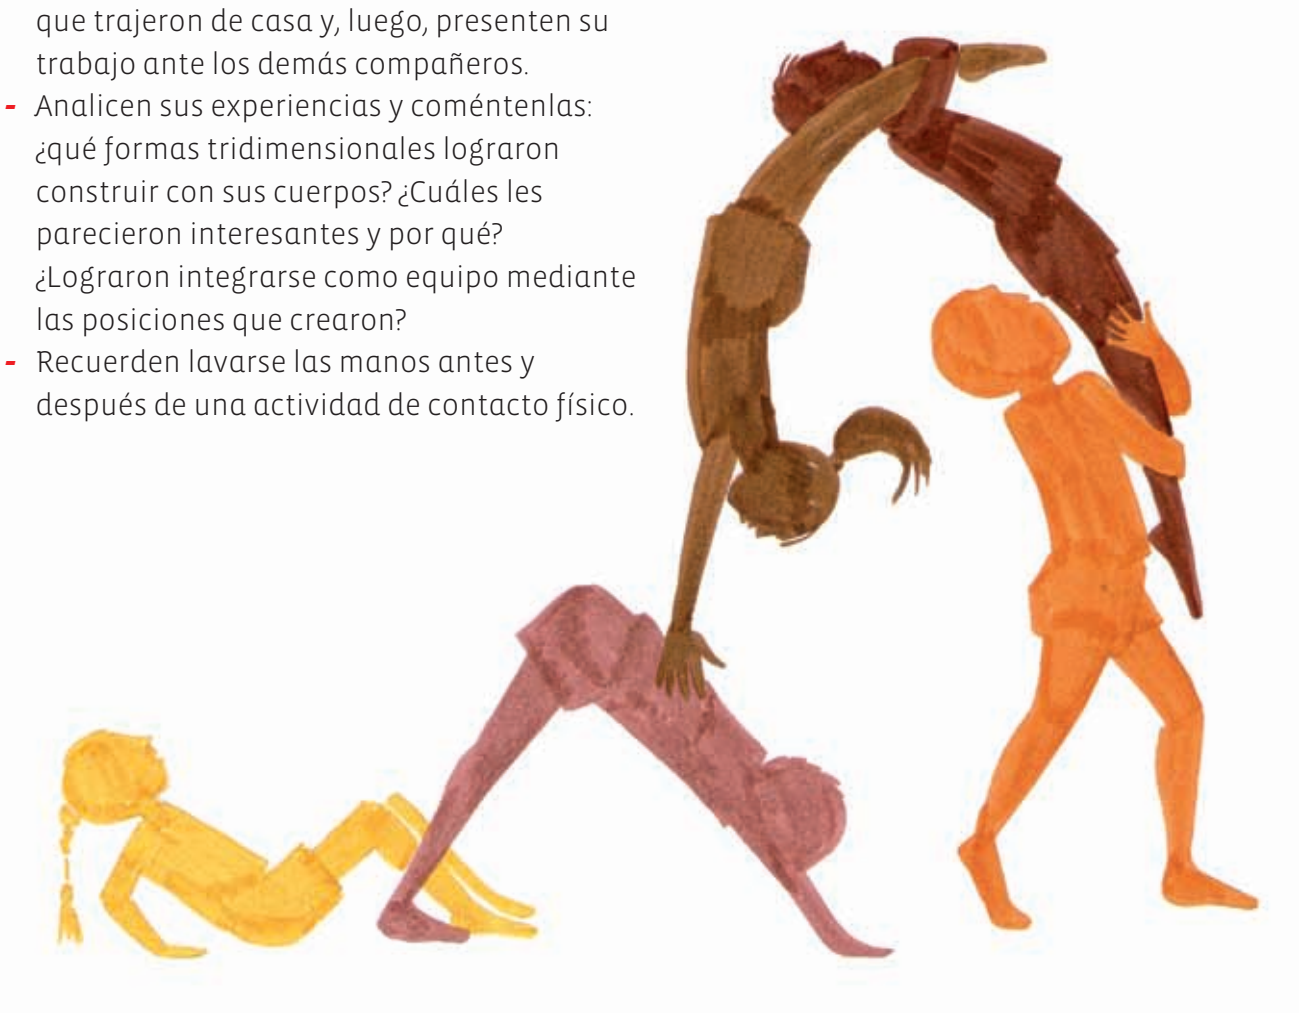 que trajeron de casa y, luego, presenten su
trabajo ante los demás compañeros.
- Analicen sus experiencias y coméntenlas:
¿qué formas tridimensionales lograron
construir con sus cuerpos? ¿Cuáles les
parecieron interesantes y por qué?
¿Lograron integrarse como equipo mediante
las posiciones que crearon?
- Recuerden lavarse las manos antes y
después de una actividad de contacto físico.